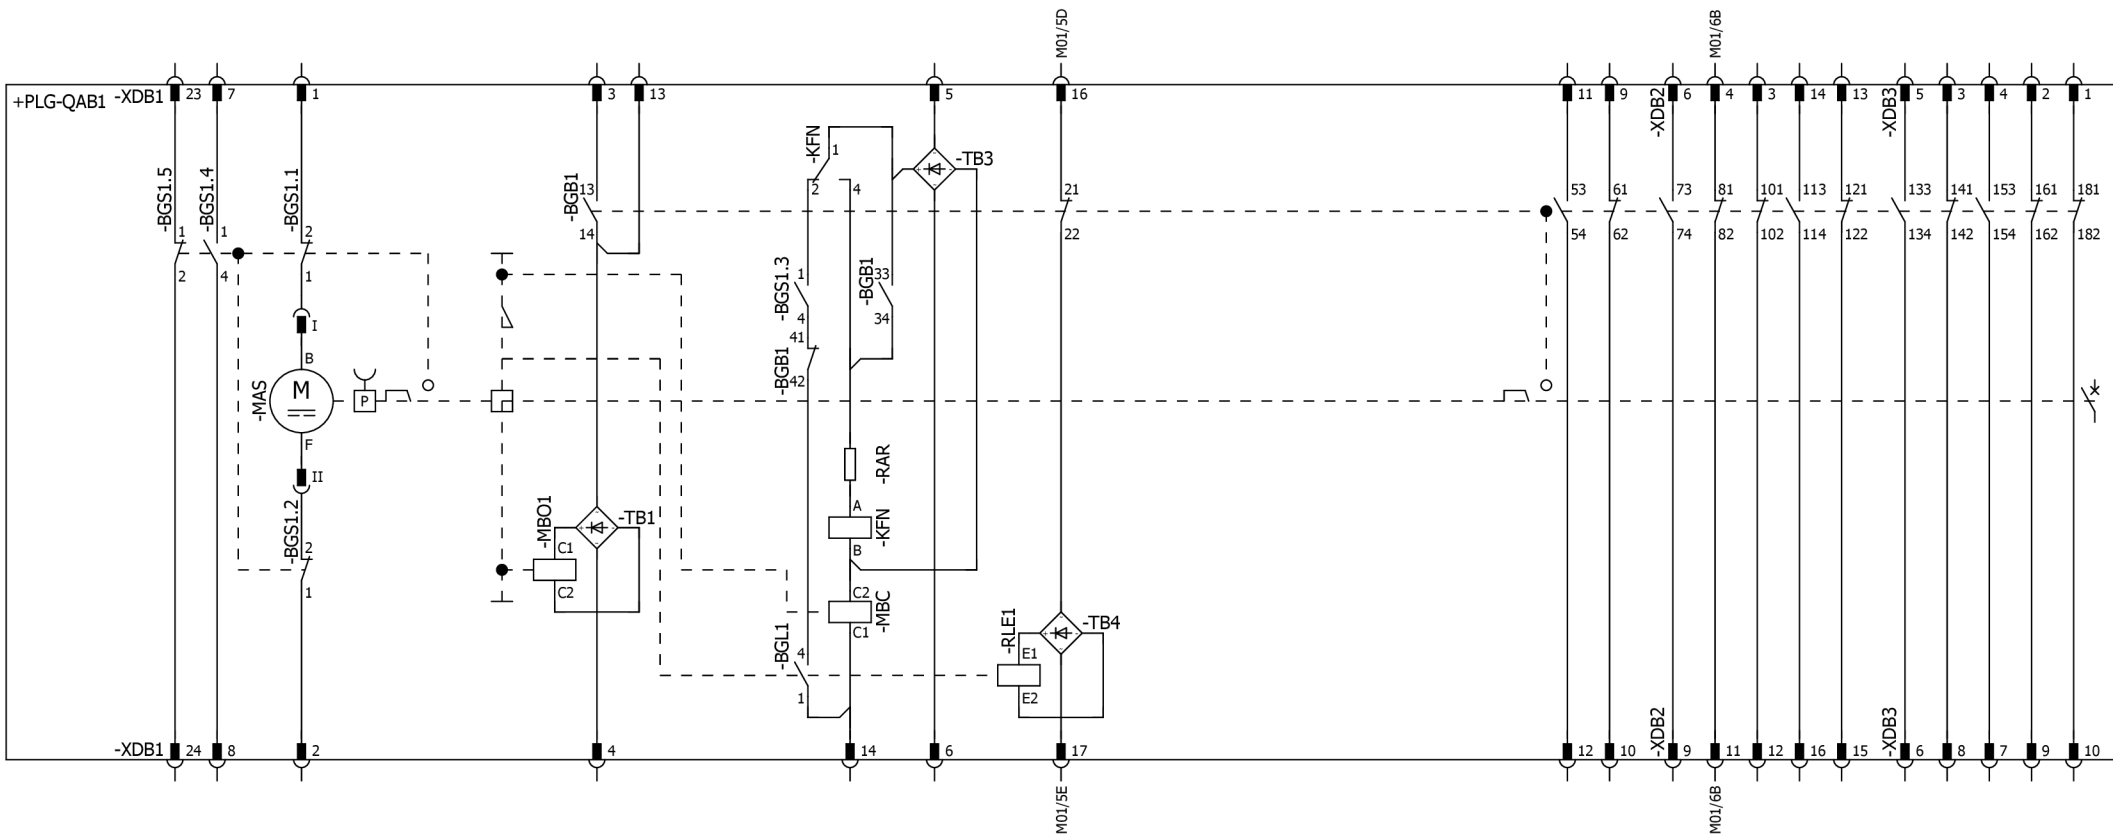 M01/5D
M01/6B
+PLG-QAB1
-XDB1 23 7 1 3 13 5 16 11 9
-XDB2 6 4 3 14 13
-XDB3 5 3 4 2 1
-KFN 1 2 4
-TB3
-BGS1.5 1 2
-BGS1.4 1 4
-BGS1.1 2 1
-BGB1 13 14
21 22
53 54
61 62
73 74
81 82
101 102
113 114
121 122
133 134
141 142
153 154
161 162
181 182
-BGS1.3 1 4
-BGB1 33 34
-BGB1 41 42
I
B
-MAS M
P
F
II
-BGS1.2 2 1
-RAR
A
-KFN
B
-MBO1 C1 C2
-TB1
C2
-MBC
C1
-BGL1 4 1
-RLE1 E1 E2
-TB4
-XDB1 24 8 2 4 14 6 17 12 10
-XDB2 9 11 12 16 15
-XDB3 6 8 7 9 10
M01/5E
M01/6B